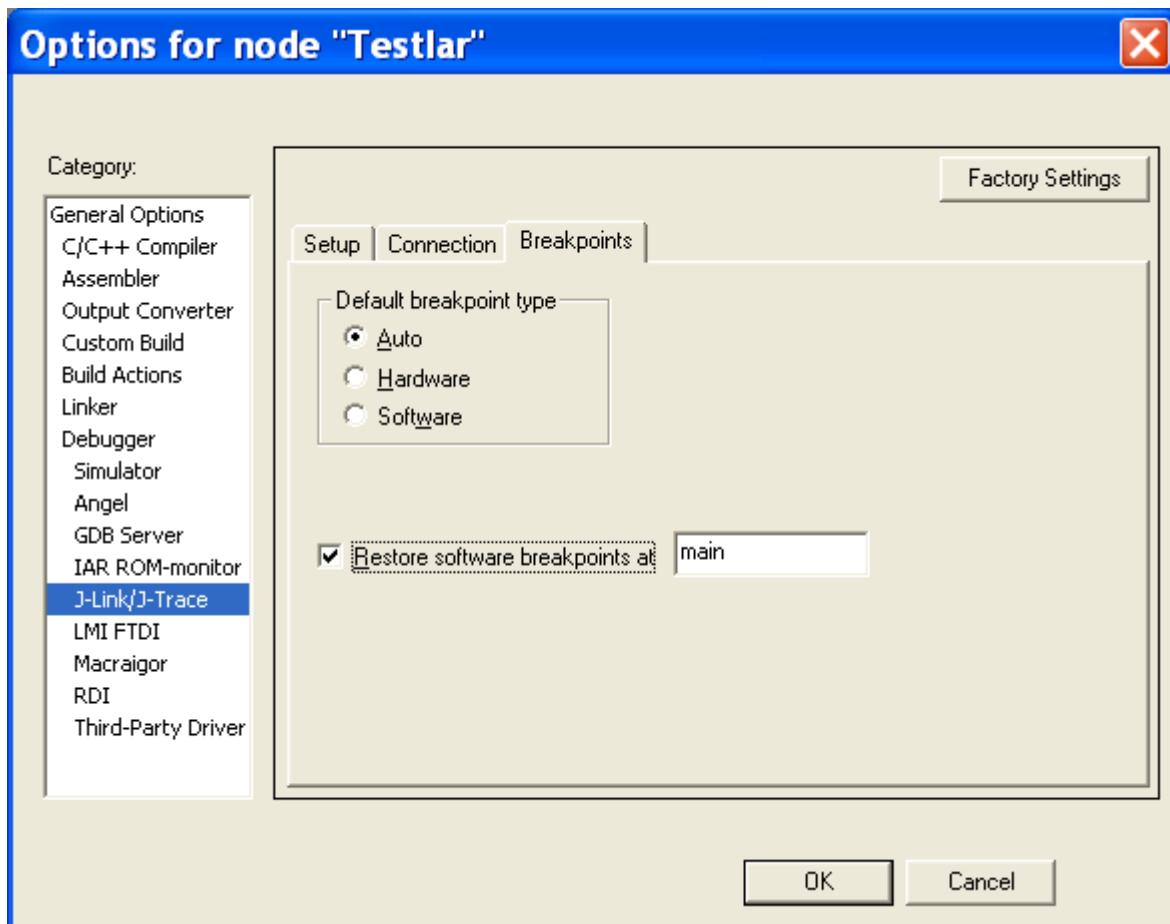 Options for node "Testlar"
Category:
Factory Settings
General Options
C/C++ Compiler
Assembler
Output Converter
Custom Build
Build Actions
Linker
Debugger
Simulator
Angel
GDB Server
IAR ROM-monitor
J-Link/J-Trace
LMI FTDI
Macraigor
RDI
Third-Party Driver
Setup Connection Breakpoints
Default breakpoint type
Auto
Hardware
Software
Restore software breakpoints at main
OK Cancel